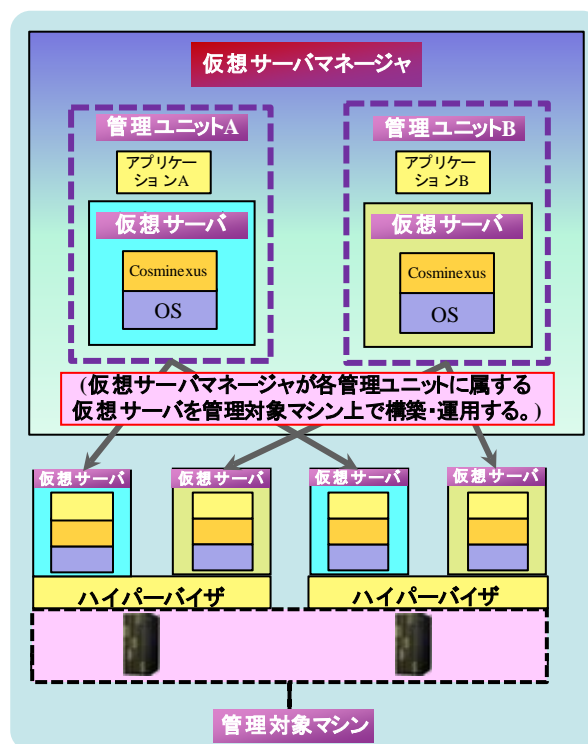 仮想サーバマネージャ
管理ユニットA
管理ユニットB
アプリケー
ションA
アプリケー
ションB
仮想サーバ
仮想サーバ
Cosminexus
Cosminexus
OS
OS
(仮想サーバマネージャが各管理ユニットに属する
仮想サーバを管理対象マシン上で構築・運用する。)
仮想サーバ
仮想サーバ
仮想サーバ
仮想サーバ
ハイパーバイザ
ハイパーバイザ
管理対象マシン